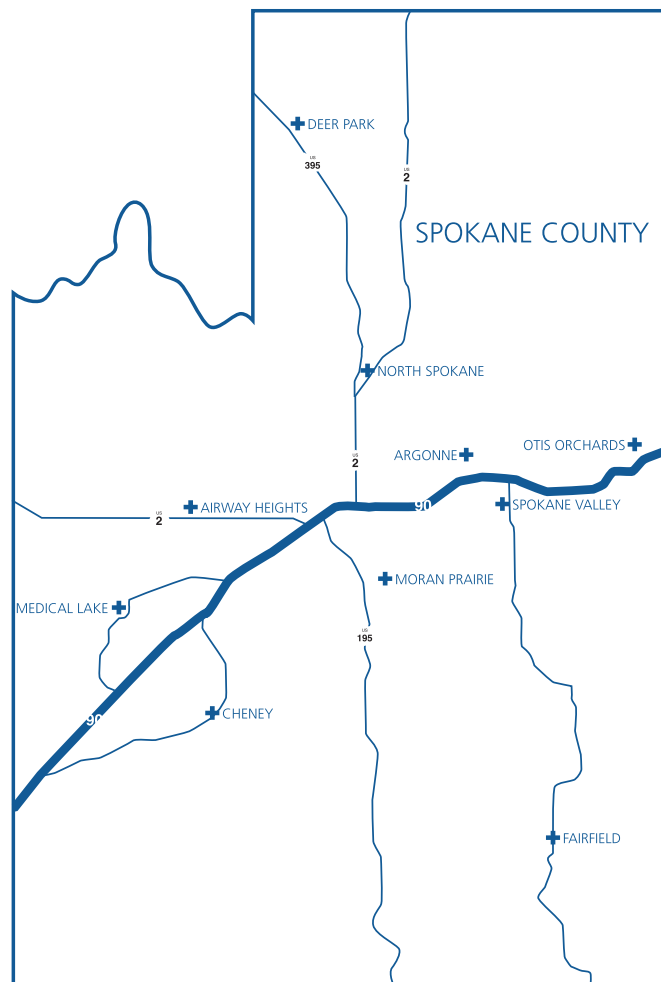 DEER PARK
US
395
US
2
SPOKANE COUNTY
NORTH SPOKANE
OTIS ORCHARDS
ARGONNE
US
2
AIRWAY HEIGHTS
90
SPOKANE VALLEY
US
2
MORAN PRAIRIE
MEDICAL LAKE
US
195
CHENEY
90
FAIRFIELD